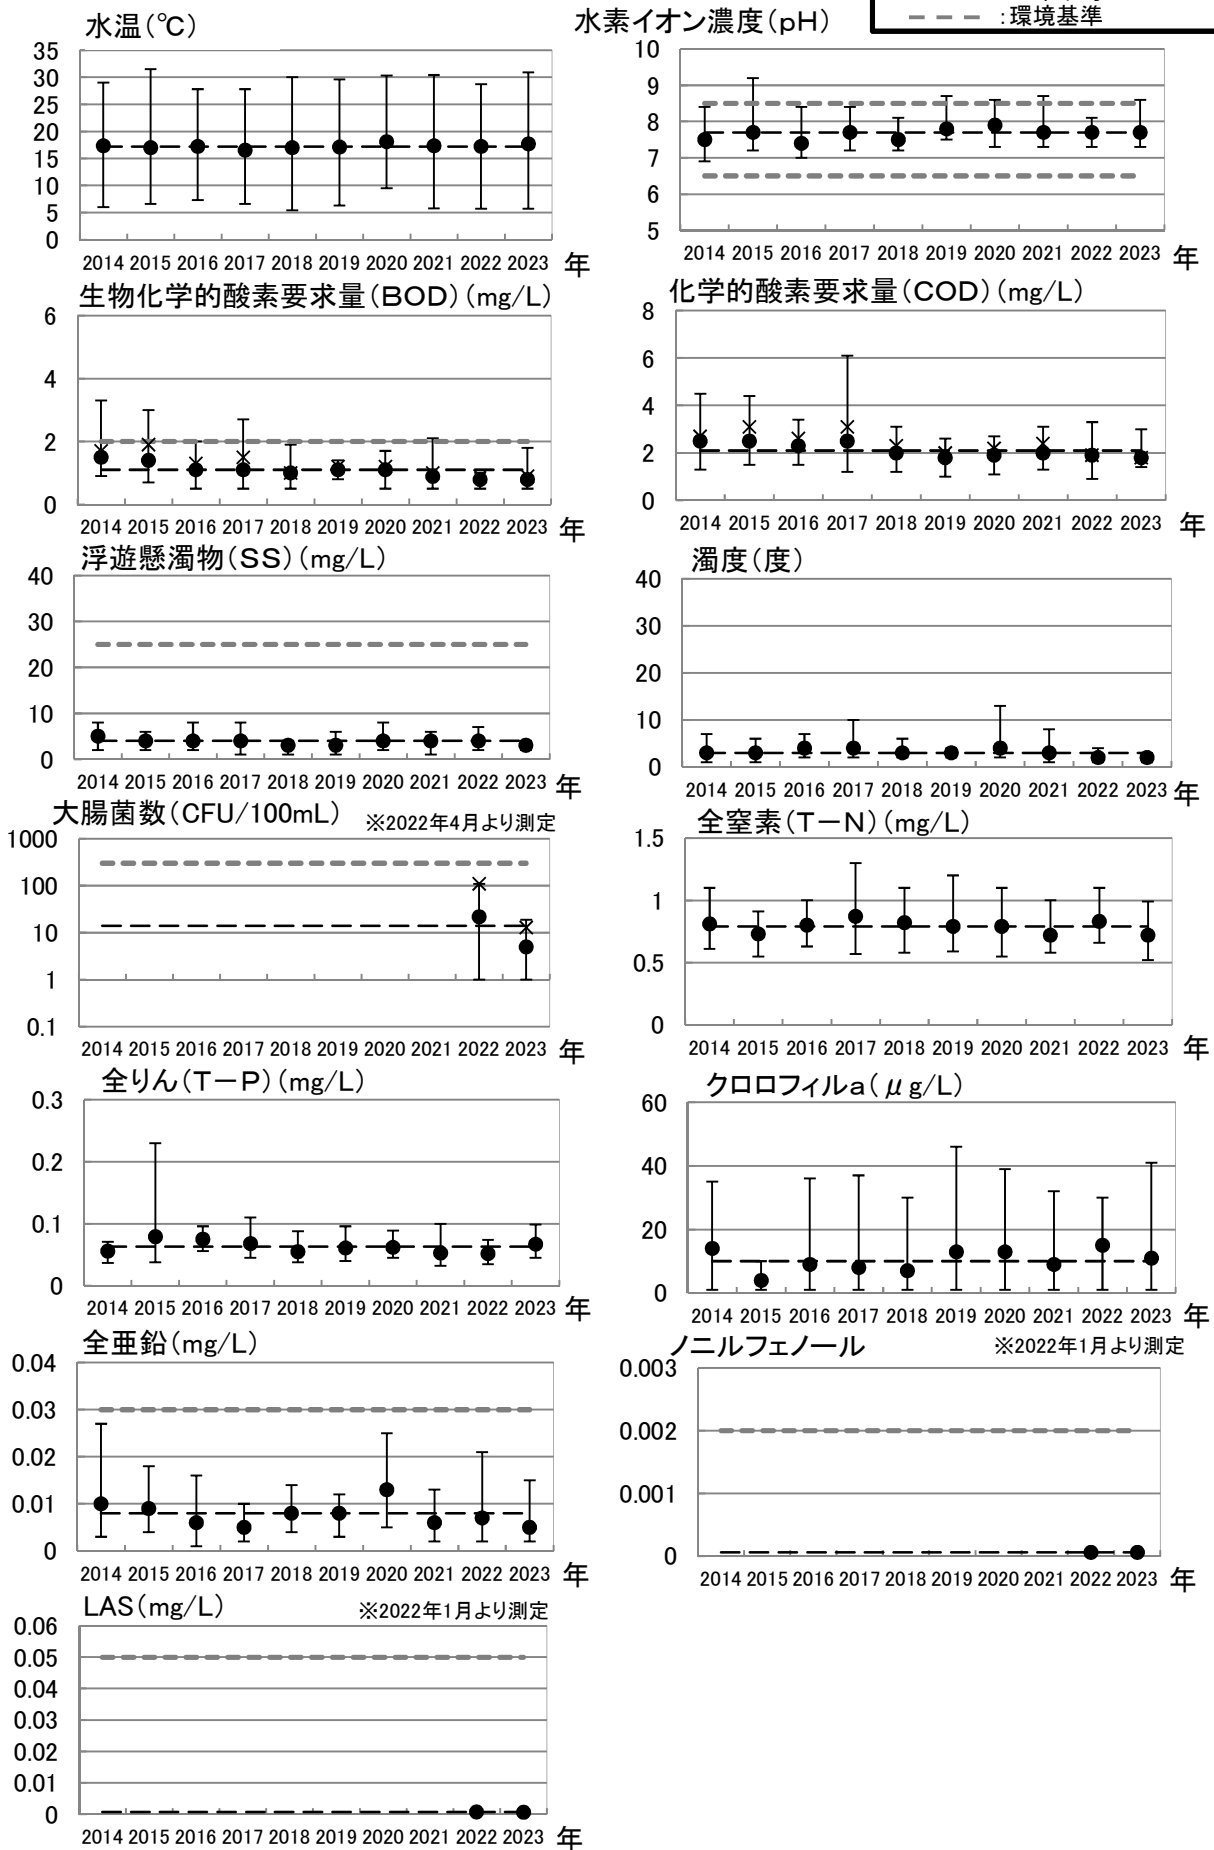 ：環境基準
水温（℃）
35
30
25
20
15
10
5
0
2014 2015 2016 2017 2018 2019 2020 2021 2022 2023 年
水素イオン濃度（pH）
10
9
8
7
6
5
2014 2015 2016 2017 2018 2019 2020 2021 2022 2023 年
生物化学的酸素要求量（BOD）（mg/L）
6
4
2
0
2014 2015 2016 2017 2018 2019 2020 2021 2022 2023 年
化学的酸素要求量（COD）（mg/L）
8
6
4
2
0
2014 2015 2016 2017 2018 2019 2020 2021 2022 2023 年
浮遊懸濁物（SS）（mg/L）
40
30
20
10
0
2014 2015 2016 2017 2018 2019 2020 2021 2022 2023 年
濁度（度）
40
30
20
10
0
2014 2015 2016 2017 2018 2019 2020 2021 2022 2023 年
大腸菌数（CFU/100mL） ※2022年4月より測定
1000
100
10
1
0.1
2014 2015 2016 2017 2018 2019 2020 2021 2022 2023 年
全窒素（T－N）（mg/L）
1.5
1
0.5
0
2014 2015 2016 2017 2018 2019 2020 2021 2022 2023 年
全りん（T－P）（mg/L）
0.3
0.2
0.1
0
2014 2015 2016 2017 2018 2019 2020 2021 2022 2023 年
クロロフィルa（μg/L）
60
40
20
0
2014 2015 2016 2017 2018 2019 2020 2021 2022 2023 年
全亜鉛（mg/L）
0.04
0.03
0.02
0.01
0
2014 2015 2016 2017 2018 2019 2020 2021 2022 2023 年
ノニルフェノール ※2022年1月より測定
0.003
0.002
0.001
0
2014 2015 2016 2017 2018 2019 2020 2021 2022 2023 年
LAS（mg/L） ※2022年1月より測定
0.06
0.05
0.04
0.03
0.02
0.01
0
2014 2015 2016 2017 2018 2019 2020 2021 2022 2023 年